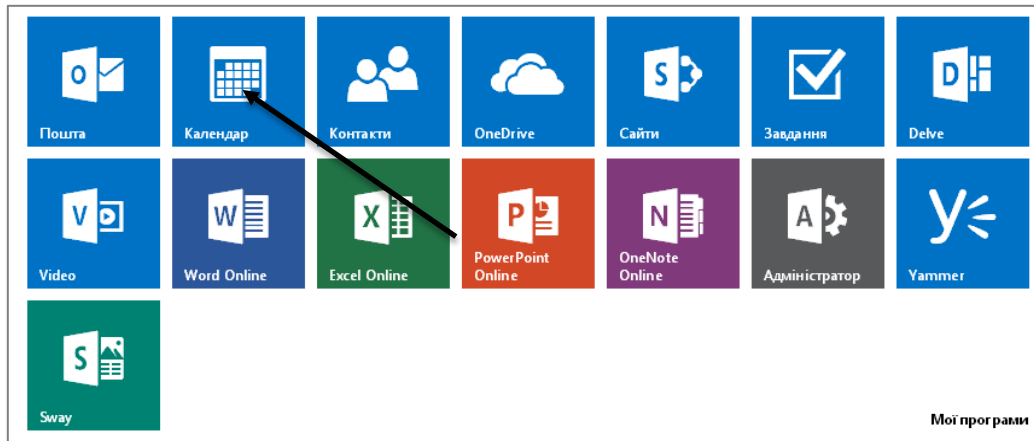 Пошта
Календар
Контакти
OneDrive
Сайти
Завдання
Delve
Video
Word Online
Excel Online
PowerPoint
Online
OneNote
Online
Адміністратор
Yammer
Sway
Мої програми